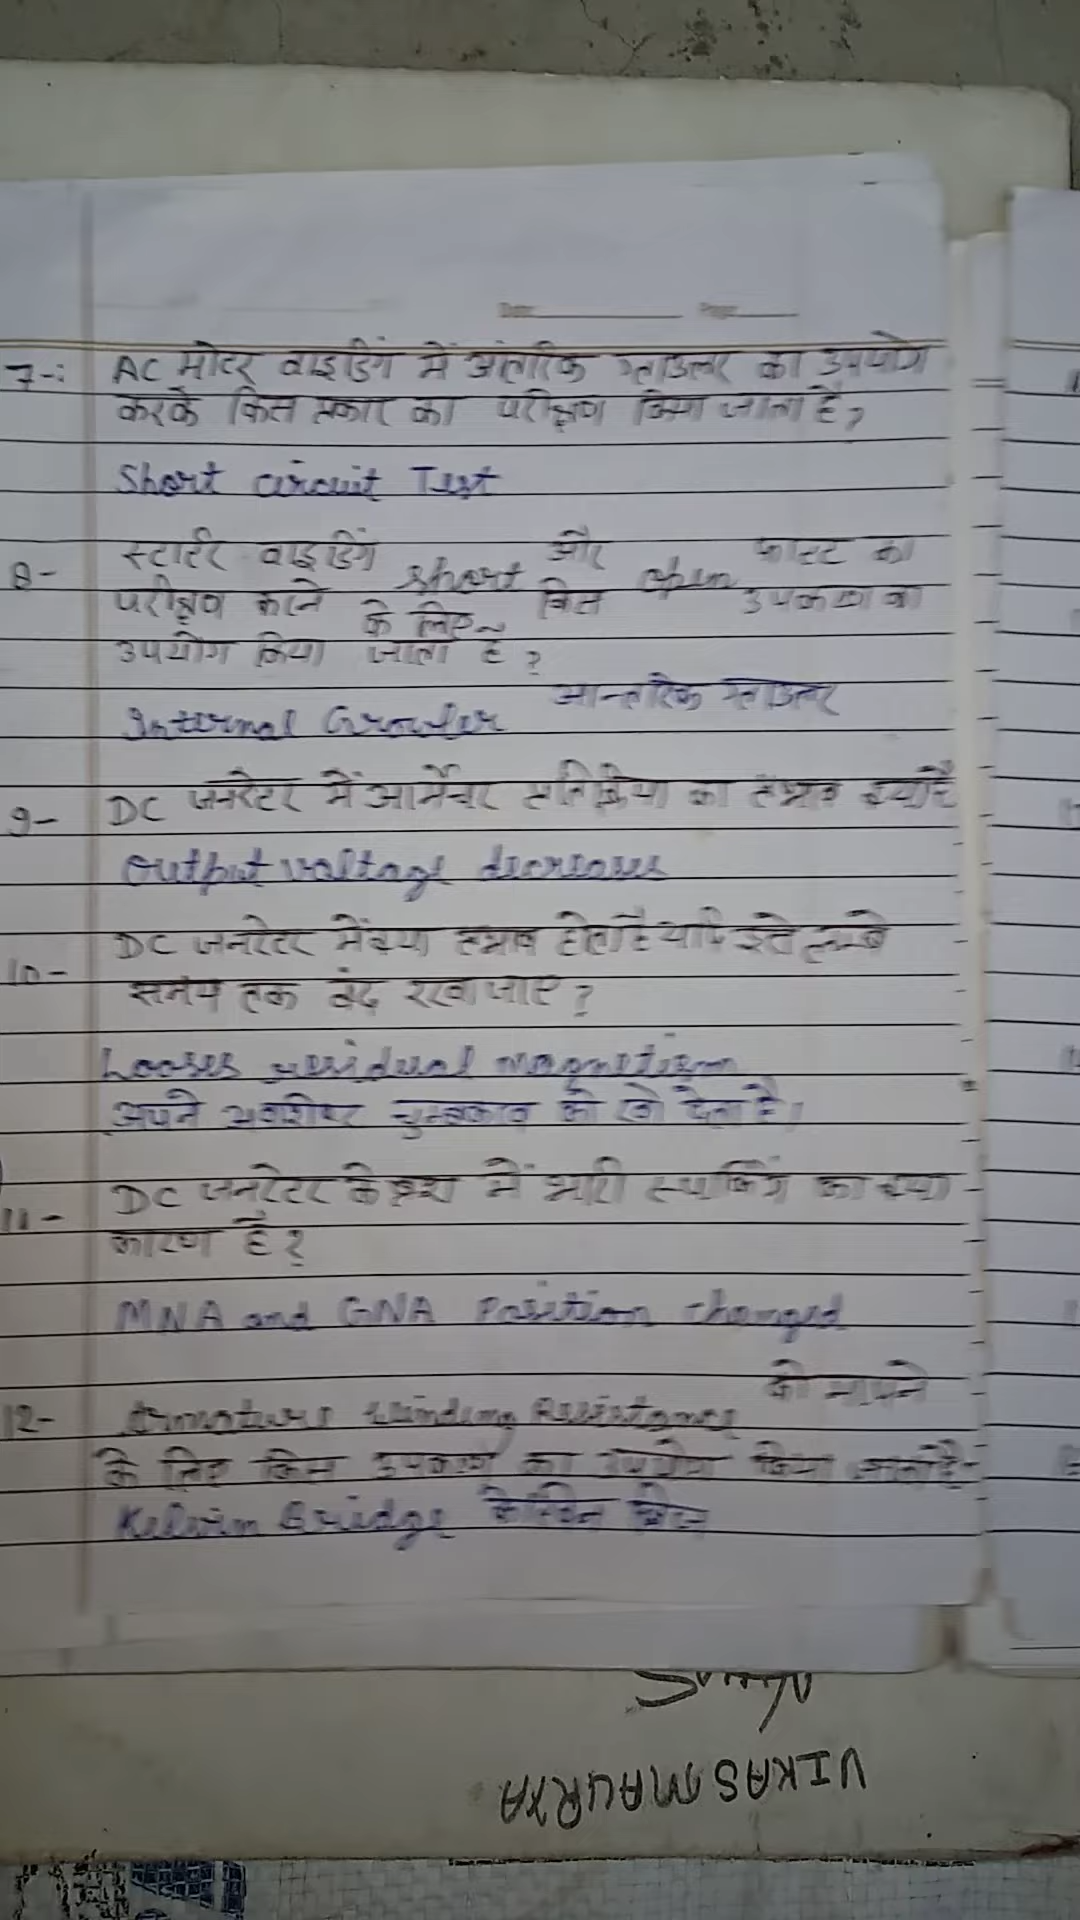 Date Page
7-: AC मोटर वाइडिंग में अंतरिक ग्राउलर का उपयोग
करके किस प्रकार का परीक्षण किया जाता है?
Short circuit Test
8- स्टार्टर वाइडिंग short और open फाल्ट का
परीक्षण करने के लिए किस उपकरण का
उपयोग किया जाता है?
Internal Growler आन्तरिक ग्राउलर
9- DC जनरेटर में आर्मेचर प्रतिक्रिया का प्रभाव क्या है
Output voltage decreases
10- DC जनरेटर में क्या प्रभाव होता है यदि इसे लम्बे
समय तक बंद रखा जाए?
Looses residual magnetism
अपने अवशिष्ट चुम्बकत्व को खो देता है।
11- DC जनरेटर के ब्रुश में भारी स्पार्किंग का क्या
कारण है?
MNA and GNA Position changed
12- Armature winding Resistance को मापने
के लिए किस उपकरण का उपयोग किया जाता है-
Kelvin Bridge केल्विन ब्रिज
VIKAS MAURYA